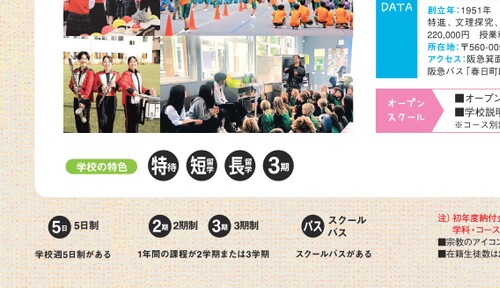 DATA
創立年：1951年
特進、文理探究、
220,000円 授業
所在地：〒560-00
アクセス：阪急箕面
阪急バス「春日町
オープン
スクール
■オープン
■学校説明
※コース別
学校の特色
特待
短留学
長留学
3期
5日
5日制
2期
2期制
3期
3期制
バス
スクール
バス
学校週5日制がある
1年間の課程が2学期または3学期
スクールバスがある
注）初年度納付金
学科・コース
■宗教のアイコン
■在籍生徒数は2